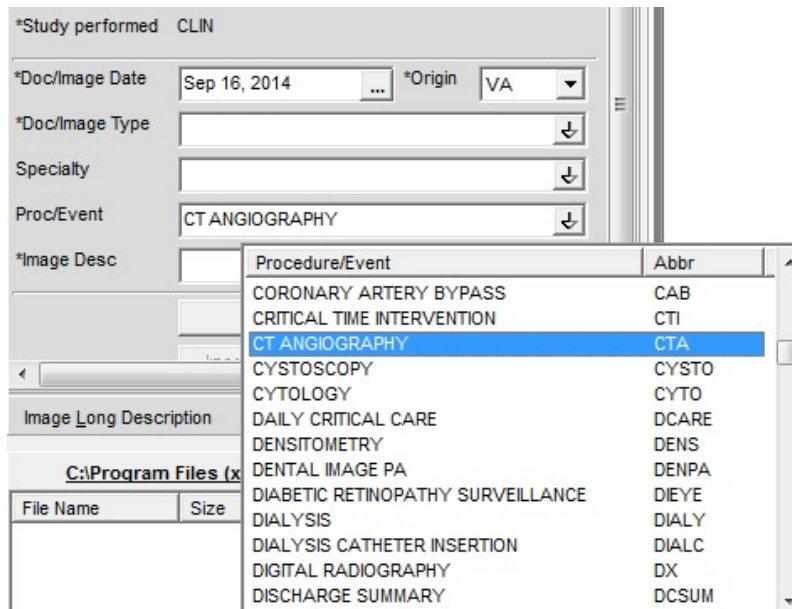 *Study performed CLIN
*Doc/Image Date Sep 16, 2014 ... *Origin VA
*Doc/Image Type
Specialty
Proc/Event CT ANGIOGRAPHY
*Image Desc
Procedure/Event Abbr
CORONARY ARTERY BYPASS CAB
CRITICAL TIME INTERVENTION CTI
CT ANGIOGRAPHY CTA
CYSTOSCOPY CYSTO
CYTOLOGY CYTO
DAILY CRITICAL CARE DCARE
DENSITOMETRY DENS
DENTAL IMAGE PA DENPA
DIABETIC RETINOPATHY SURVEILLANCE DIEYE
DIALYSIS DIALY
DIALYSIS CATHETER INSERTION DIALC
DIGITAL RADIOGRAPHY DX
DISCHARGE SUMMARY DCSUM
Image Long Description
C:\Program Files (x
File Name Size